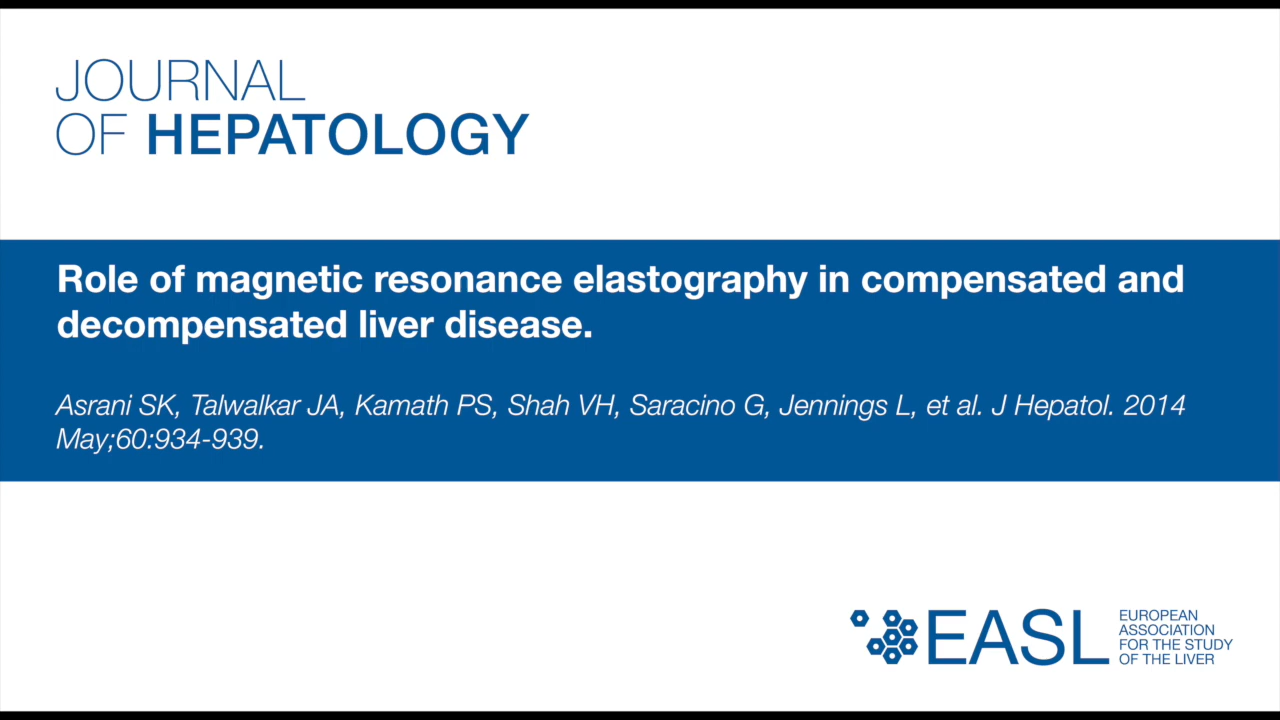 JOURNAL
OF HEPATOLOGY
Role of magnetic resonance elastography in compensated and
decompensated liver disease.
Asrani SK, Talwalkar JA, Kamath PS, Shah VH, Saracino G, Jennings L, et al. J Hepatol. 2014
May;60:934-939.
EASL
EUROPEAN
ASSOCIATION
FOR THE STUDY
OF THE LIVER